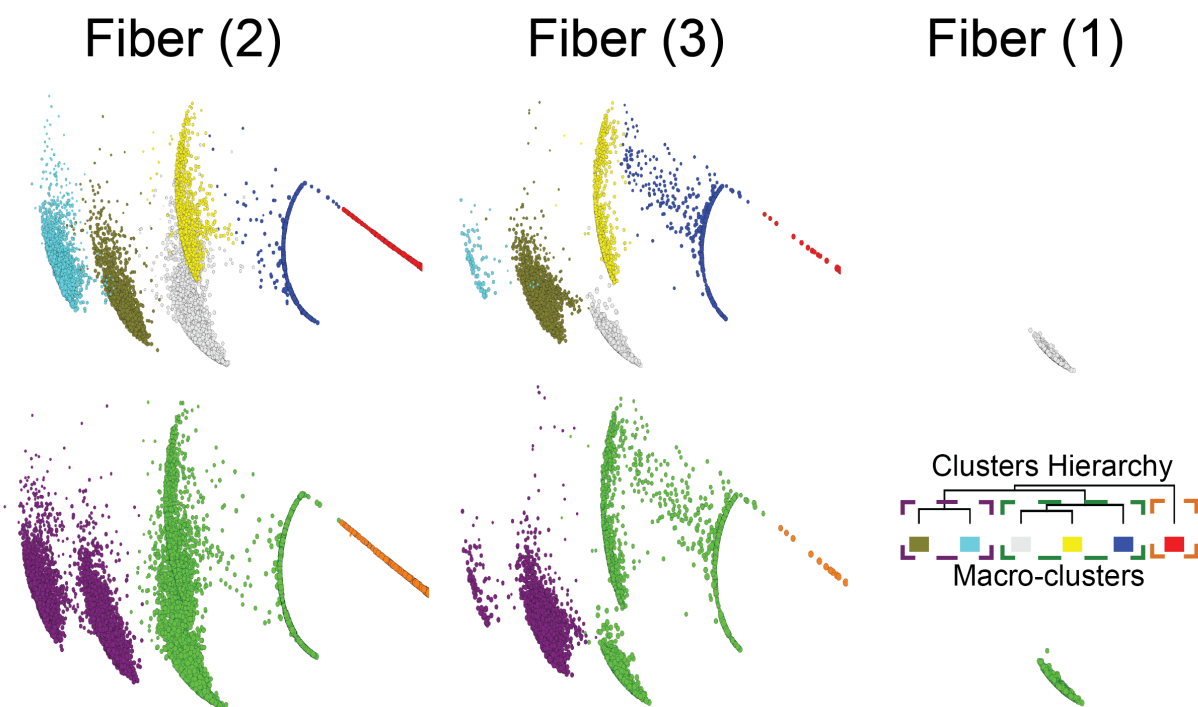 Fiber (2)
Fiber (3)
Fiber (1)
Clusters Hierarchy
Macro-clusters